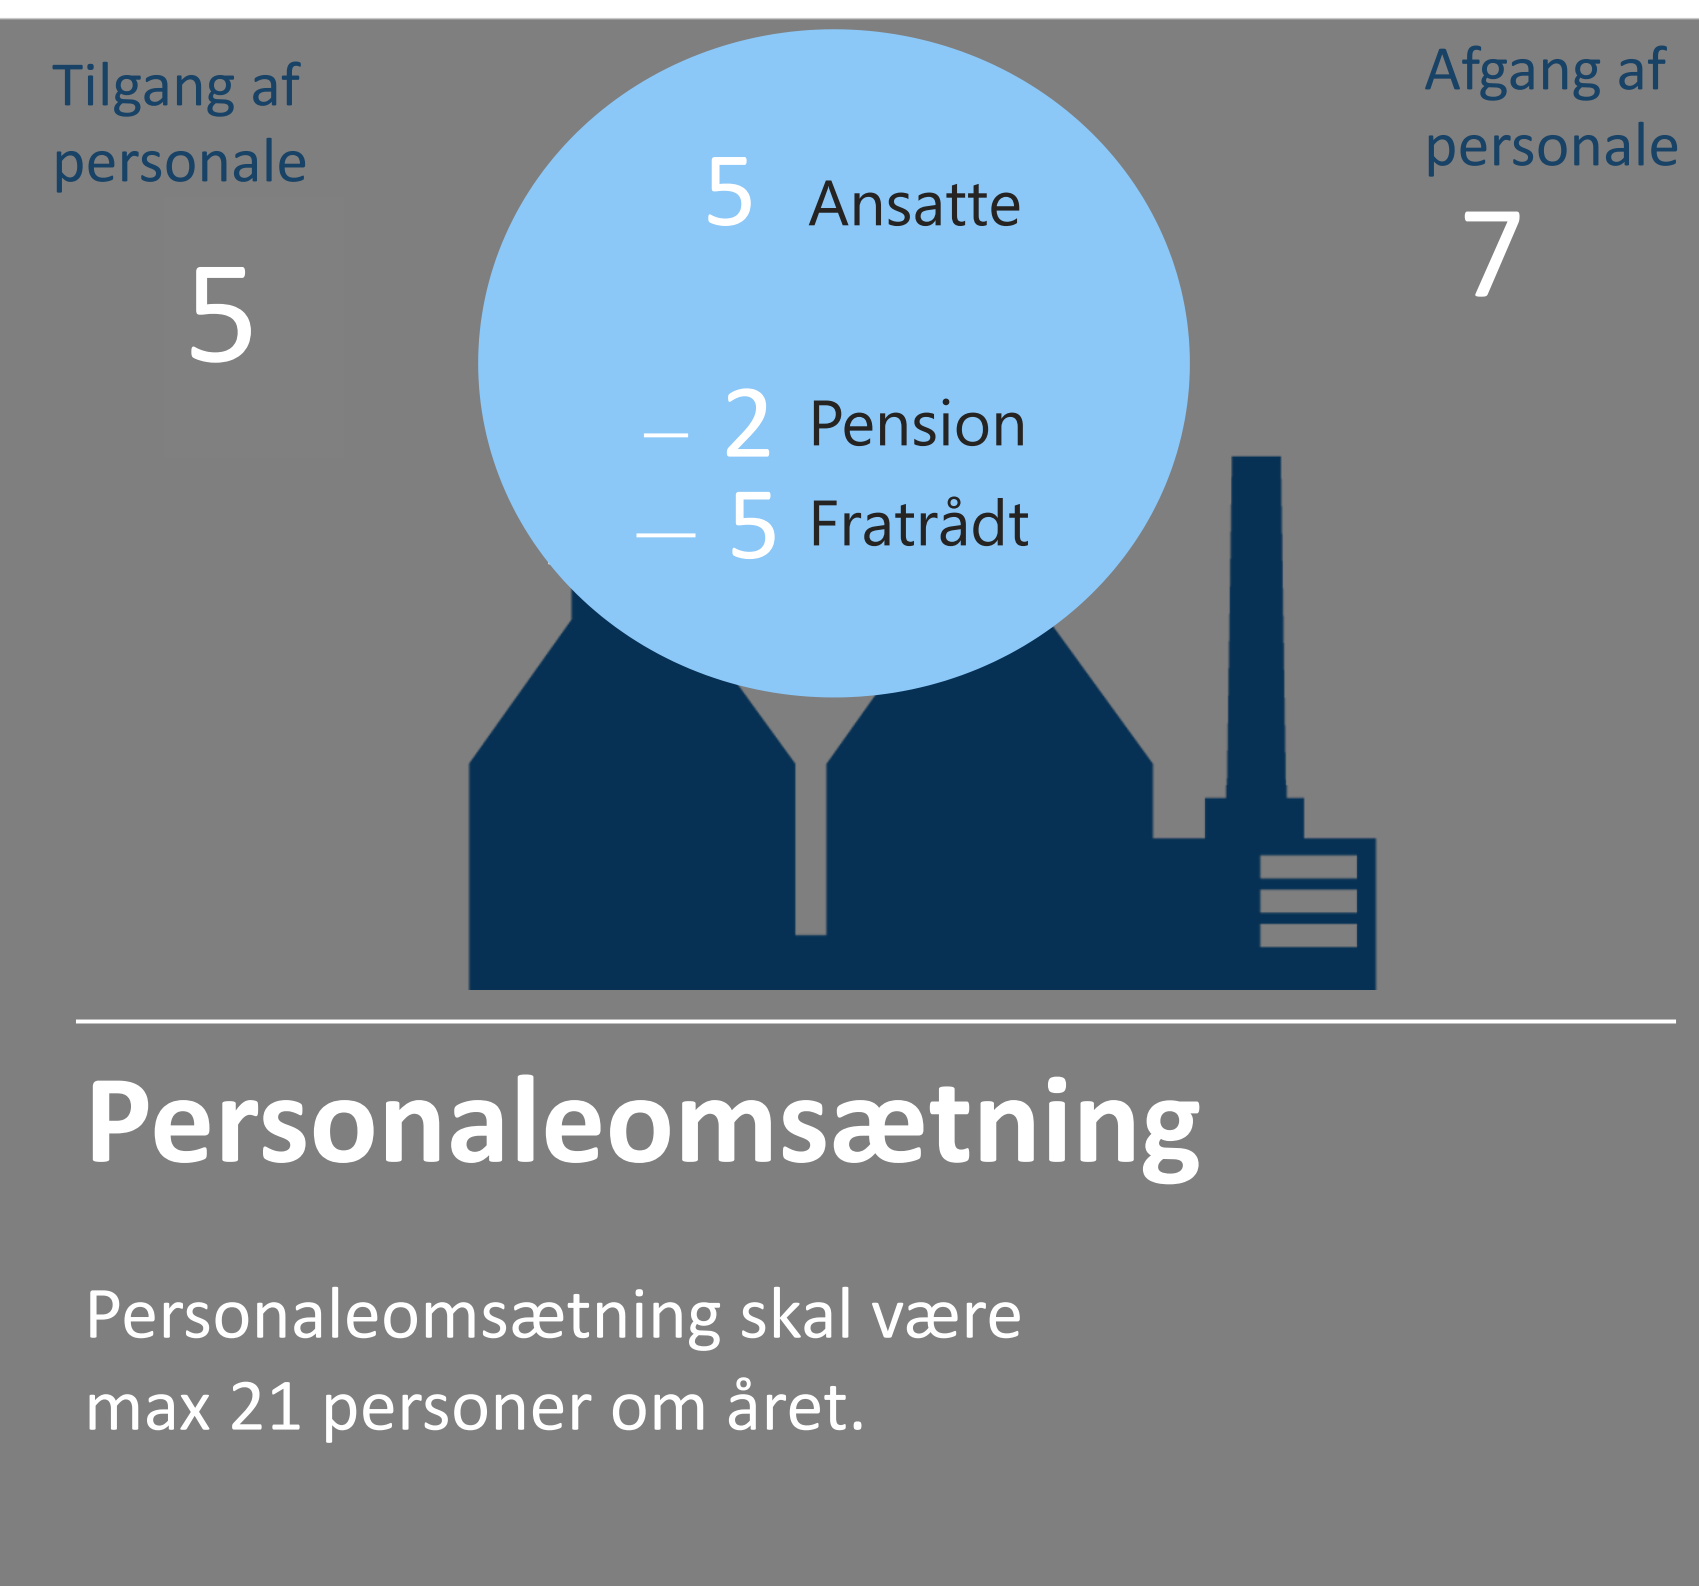 Tilgang af
personale
5
5 Ansatte
– 2 Pension
– 5 Fratrådt
Afgang af
personale
7
Personaleomsætning
Personaleomsætning skal være
max 21 personer om året.